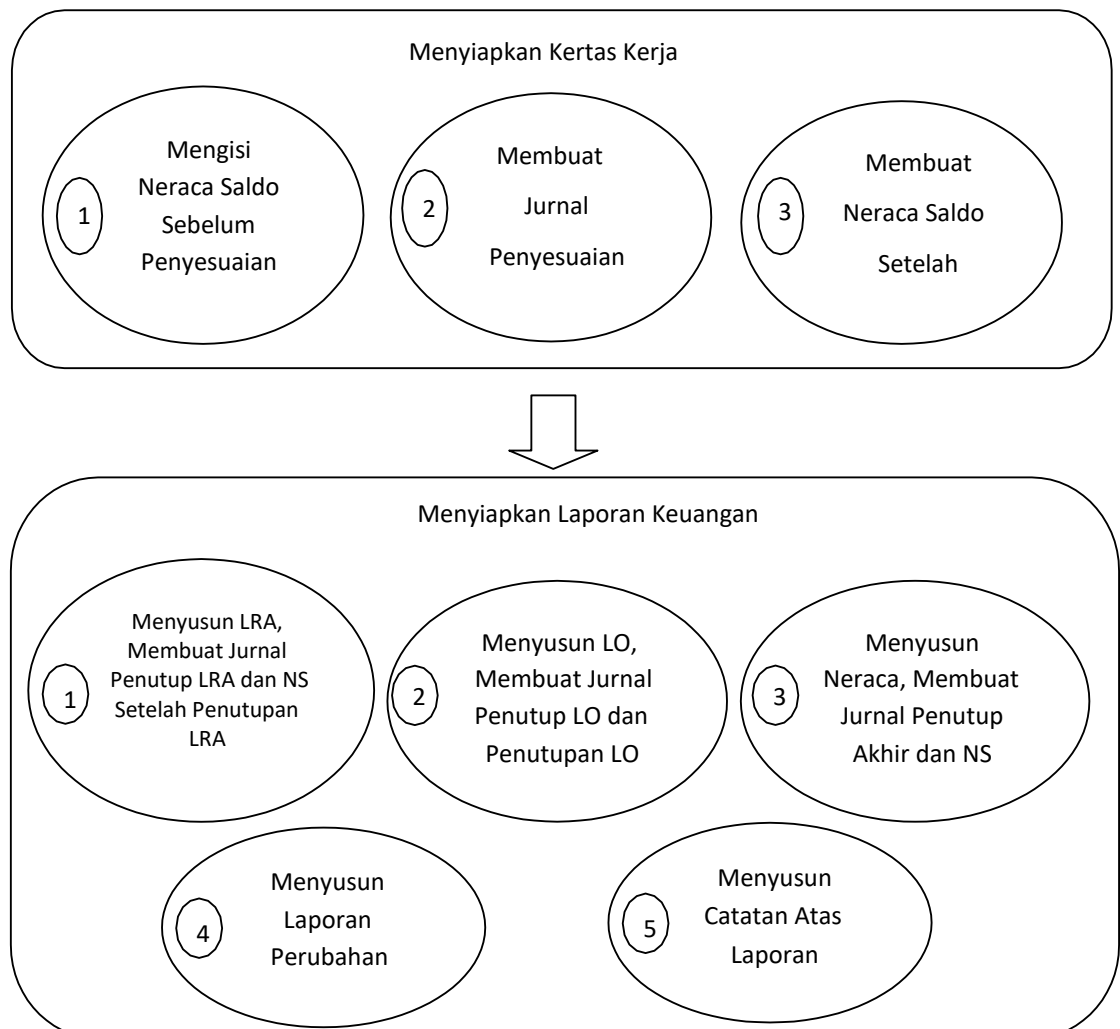 Menyiapkan Kertas Kerja
1
Mengisi
Neraca Saldo
Sebelum
Penyesuaian
2
Membuat
Jurnal
Penyesuaian
3
Membuat
Neraca Saldo
Setelah
Menyiapkan Laporan Keuangan
1
Menyusun LRA,
Membuat Jurnal
Penutup LRA dan NS
Setelah Penutupan
LRA
2
Menyusun LO,
Membuat Jurnal
Penutup LO dan
Penutupan LO
3
Menyusun
Neraca, Membuat
Jurnal Penutup
Akhir dan NS
4
Menyusun
Laporan
Perubahan
5
Menyusun
Catatan Atas
Laporan